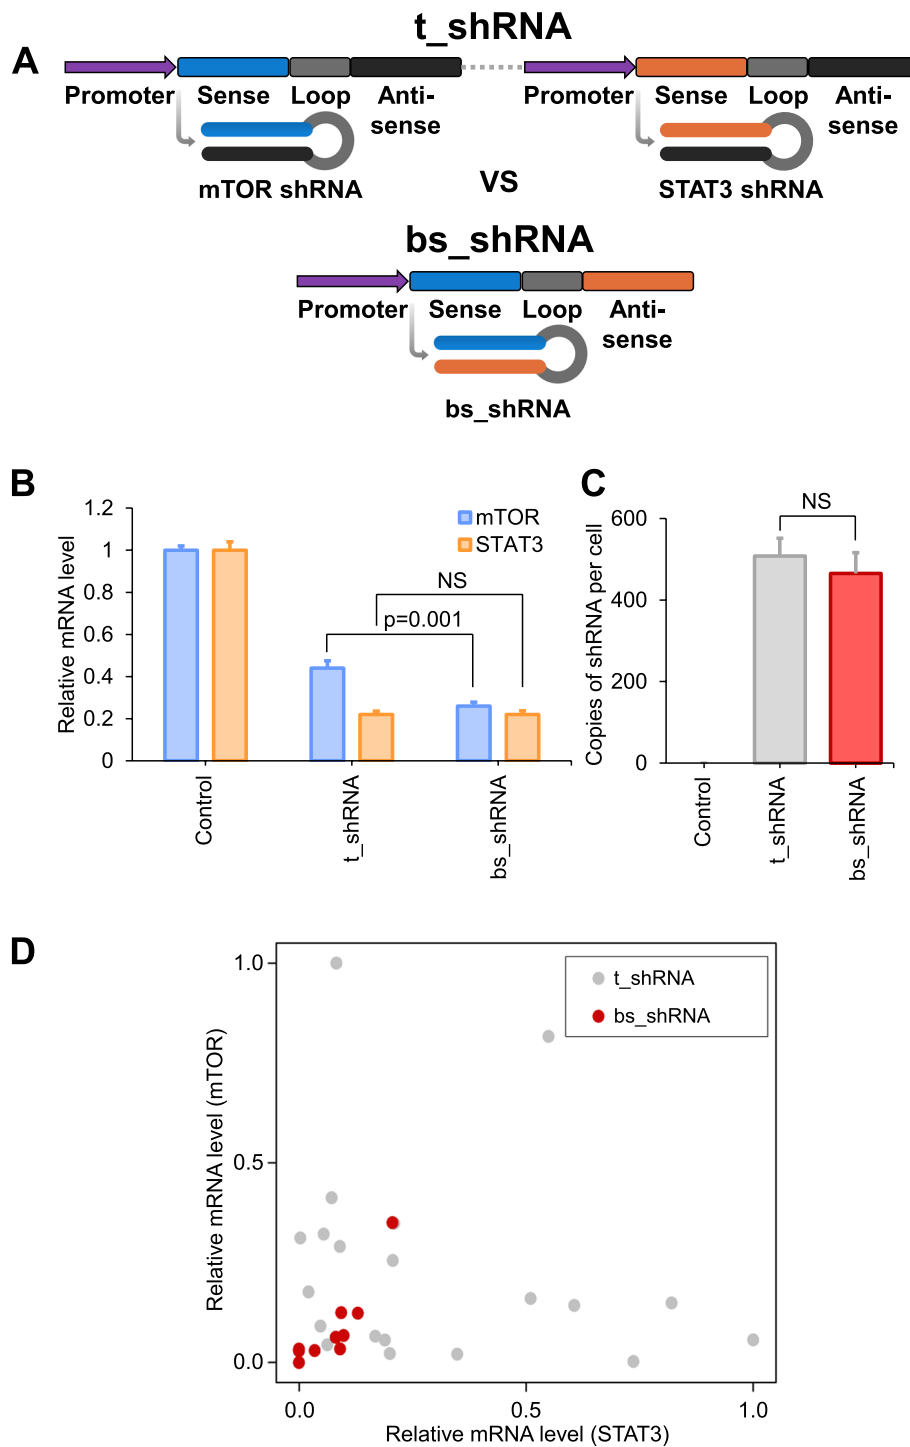 t_shRNA
A
Promoter Sense Loop Anti-
sense
Promoter Sense Loop Anti-
sense
mTOR shRNA
STAT3 shRNA
VS
bs_shRNA
Promoter Sense Loop Anti-
sense
bs_shRNA
B
Relative mRNA level
1.2
1
0.8
0.6
0.4
0.2
0
mTOR
STAT3
NS
p=0.001
Control
t_shRNA
bs_shRNA
C
Copies of shRNA per cell
600
400
200
0
NS
Control
t_shRNA
bs_shRNA
D
Relative mRNA level (mTOR)
1.0
0.5
0.0
t_shRNA
bs_shRNA
0.0
0.5
1.0
Relative mRNA level (STAT3)